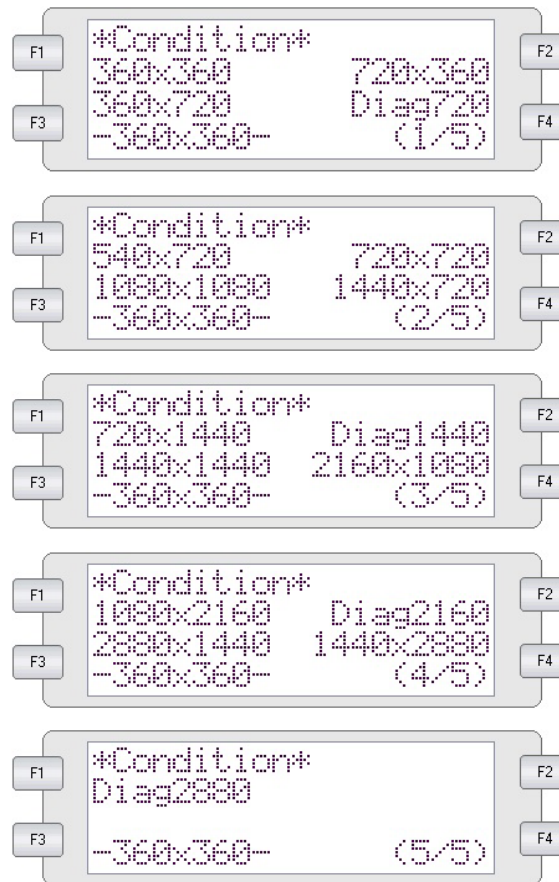 *Condition*
F1 360x360 720x360 F2
F3 360x720 Diag720 F4
-360x360- (1/5)
*Condition*
F1 540x720 720x720 F2
F3 1080x1080 1440x720 F4
-360x360- (2/5)
*Condition*
F1 720x1440 Diag1440 F2
F3 1440x1440 2160x1080 F4
-360x360- (3/5)
*Condition*
F1 1080x2160 Diag2160 F2
F3 2880x1440 1440x2880 F4
-360x360- (4/5)
*Condition*
F1 Diag2880 F2
F3 -360x360- (5/5) F4